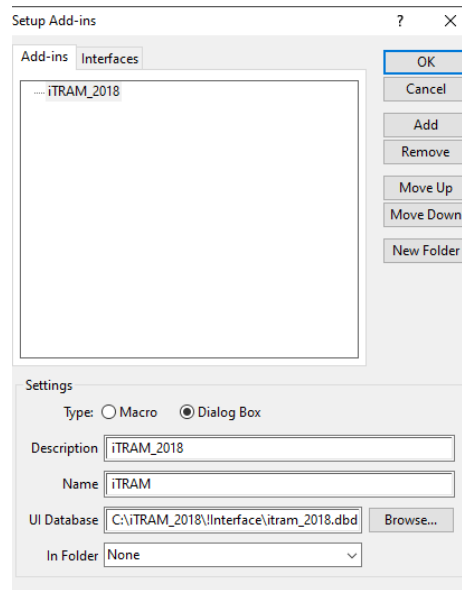 Setup Add-ins ? X
Add-ins Interfaces
OK
Cancel
Add
Remove
Move Up
Move Down
New Folder
iTRAM_2018
Settings
Type: Macro Dialog Box
Description iTRAM_2018
Name iTRAM
UI Database C:\iTRAM_2018\!Interface\itram_2018.dbd Browse...
In Folder None